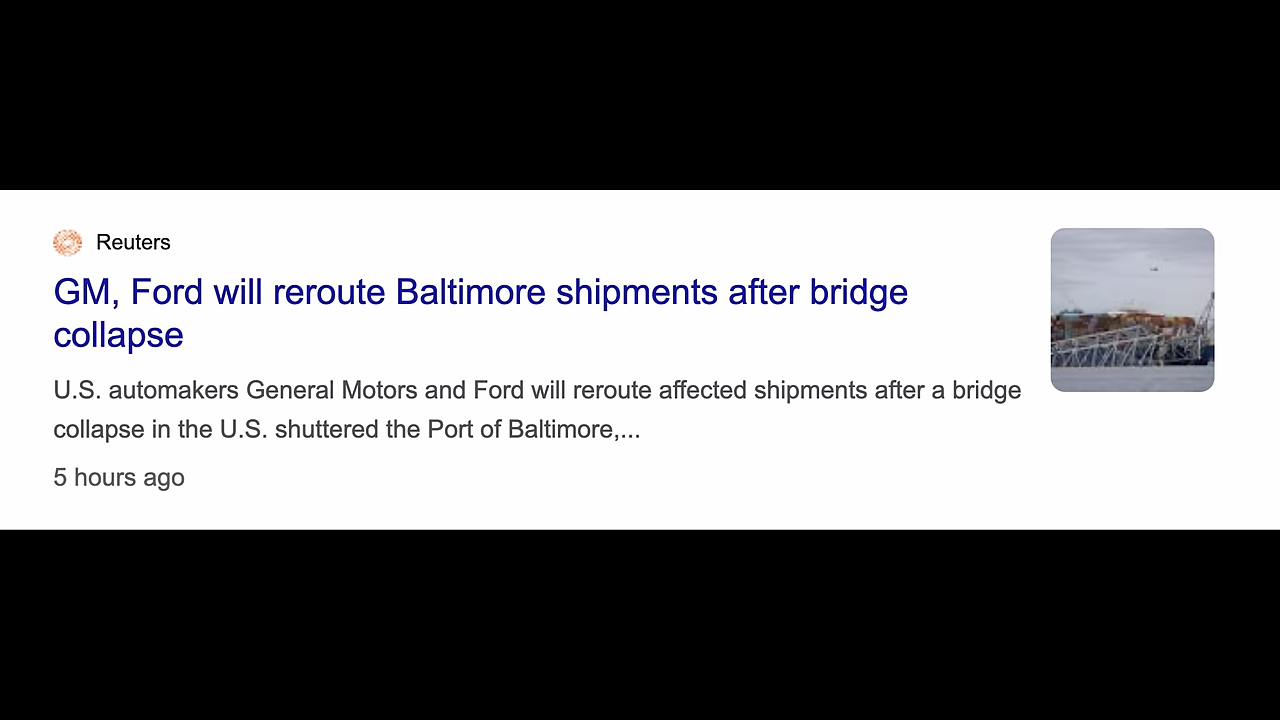 Reuters
GM, Ford will reroute Baltimore shipments after bridge
collapse
U.S. automakers General Motors and Ford will reroute affected shipments after a bridge
collapse in the U.S. shuttered the Port of Baltimore,...
5 hours ago